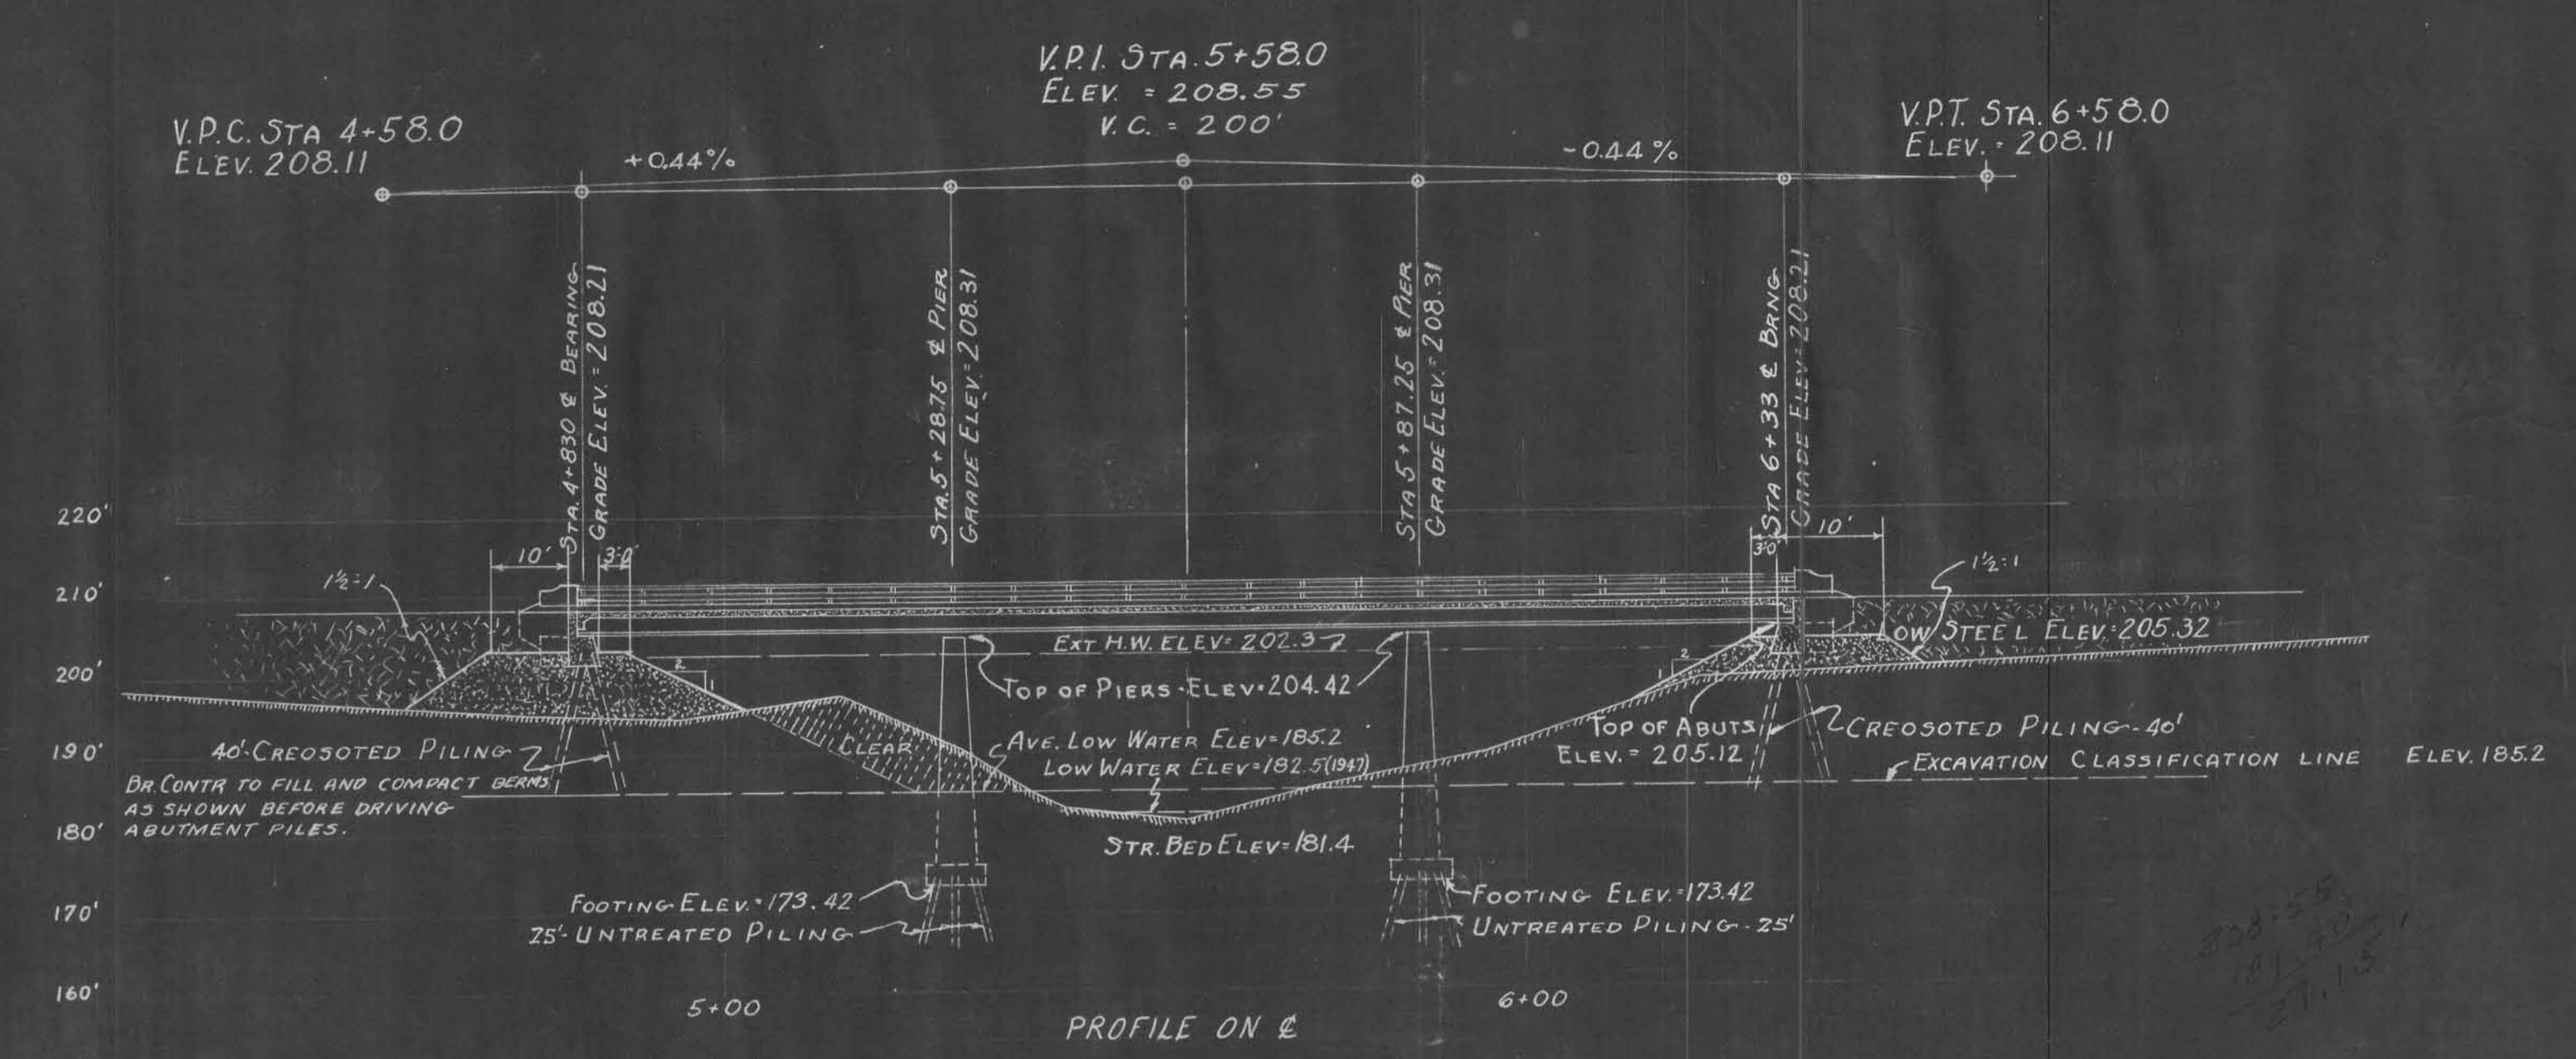 V.P.I. STA. 5+58.0
ELEV. = 208.55
V.C. = 200'
V.P.C. STA 4+58.0
ELEV. 208.11
V.P.T. STA. 6+58.0
ELEV. = 208.11
+0.44%
-0.44%
STA. 4+83.0 ℄ BEARING
GRADE ELEV. = 208.21
STA. 5+28.75 ℄ PIER
GRADE ELEV. = 208.31
STA 5+87.25 ℄ PIER
GRADE ELEV. = 208.31
STA 6+33 ℄ BRNG
GRADE ELEV = 208.21
220'
210'
200'
190'
180'
170'
160'
10'
3'-0"
3'-0"
10'
1½:1
1½:1
2
1
2
1
EXT H.W. ELEV = 202.3
LOW STEEL ELEV = 205.32
TOP OF PIERS - ELEV = 204.42
CLEAR
AVE. LOW WATER ELEV = 185.2
LOW WATER ELEV = 182.5 (1947)
TOP OF ABUTS
ELEV. = 205.12
CREOSOTED PILING - 40'
40'- CREOSOTED PILING
BR. CONTR TO FILL AND COMPACT BERMS
AS SHOWN BEFORE DRIVING
ABUTMENT PILES.
EXCAVATION CLASSIFICATION LINE ELEV. 185.2
STR. BED ELEV = 181.4
FOOTING ELEV. = 173.42
25'- UNTREATED PILING
FOOTING ELEV. = 173.42
UNTREATED PILING - 25'
5+00
6+00
PROFILE ON ℄
208.55
181.40
27.15